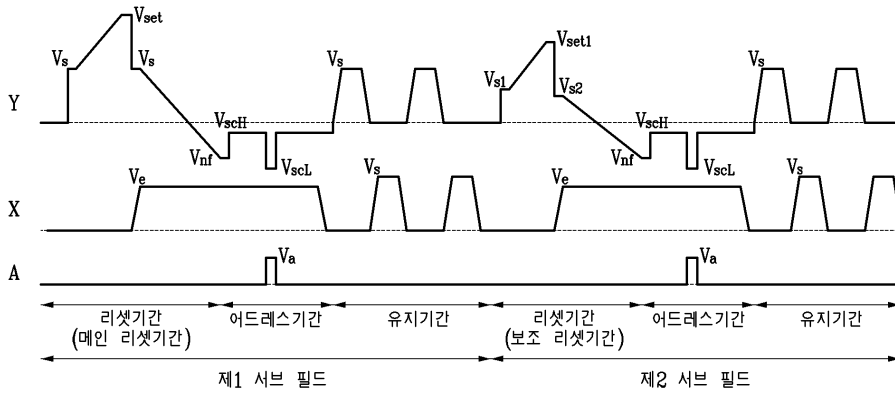 Vset
Vs
Vs
Vset1
Vs1
Vs2
Vs
Vs
Y
VscH
VscH
Vnf
VscL
Vnf
VscL
Ve
Vs
Ve
Vs
X
A
Va
Va
리셋기간
(메인 리셋기간)
어드레스기간
유지기간
리셋기간
(보조 리셋기간)
어드레스기간
유지기간
제1 서브 필드
제2 서브 필드